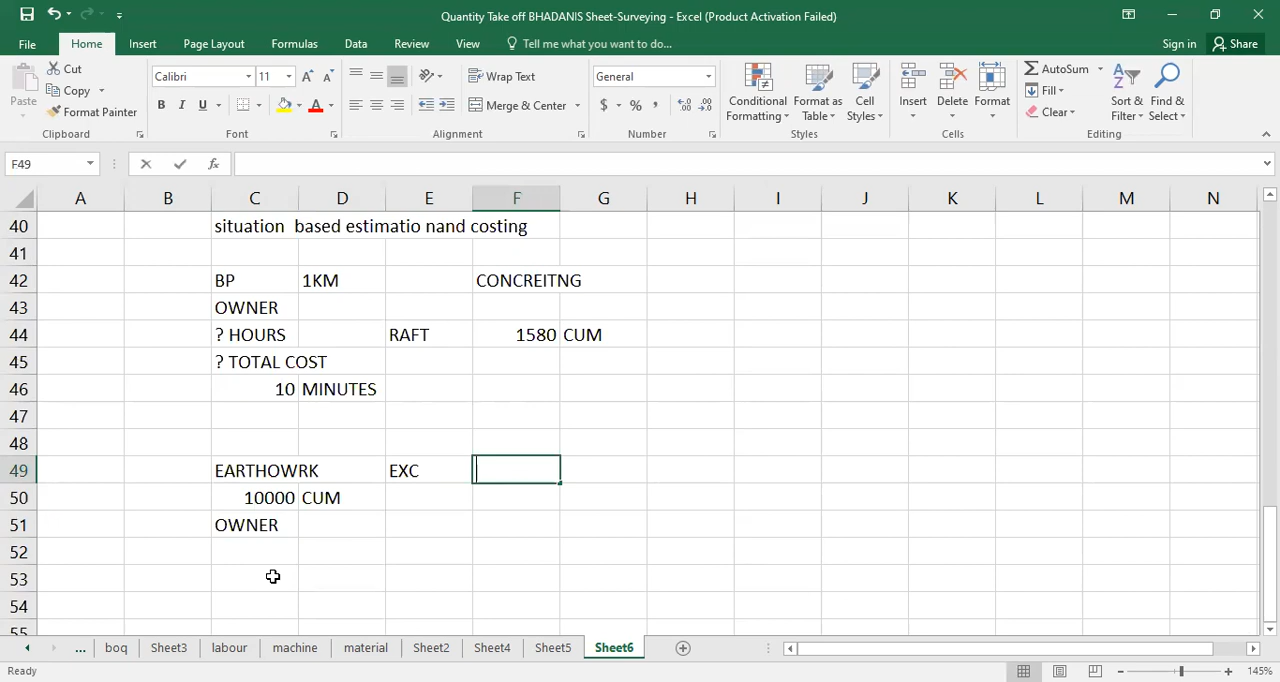 Quantity Take off BHADANIS Sheet-Surveying - Excel (Product Activation Failed)
File Home Insert Page Layout Formulas Data Review View Tell me what you want to do... Sign in Share
Paste Cut Copy Format Painter
Calibri 11
B I U A
Wrap Text
Merge & Center
General
$ % ,
Conditional Formatting Format as Table Cell Styles
Insert Delete Format
AutoSum Fill Clear
Sort & Filter Find & Select
Clipboard Font Alignment Number Styles Cells Editing
F49 fx
A B C D E F G H I J K L M N
40 situation based estimatio nand costing
41
42 BP 1KM CONCREITNG
43 OWNER
44 ? HOURS RAFT 1580 CUM
45 ? TOTAL COST
46 10 MINUTES
47
48
49 EARTHOWRK EXC
50 10000 CUM
51 OWNER
52
53
54
55
... boq Sheet3 labour machine material Sheet2 Sheet4 Sheet5 Sheet6
Ready 145%